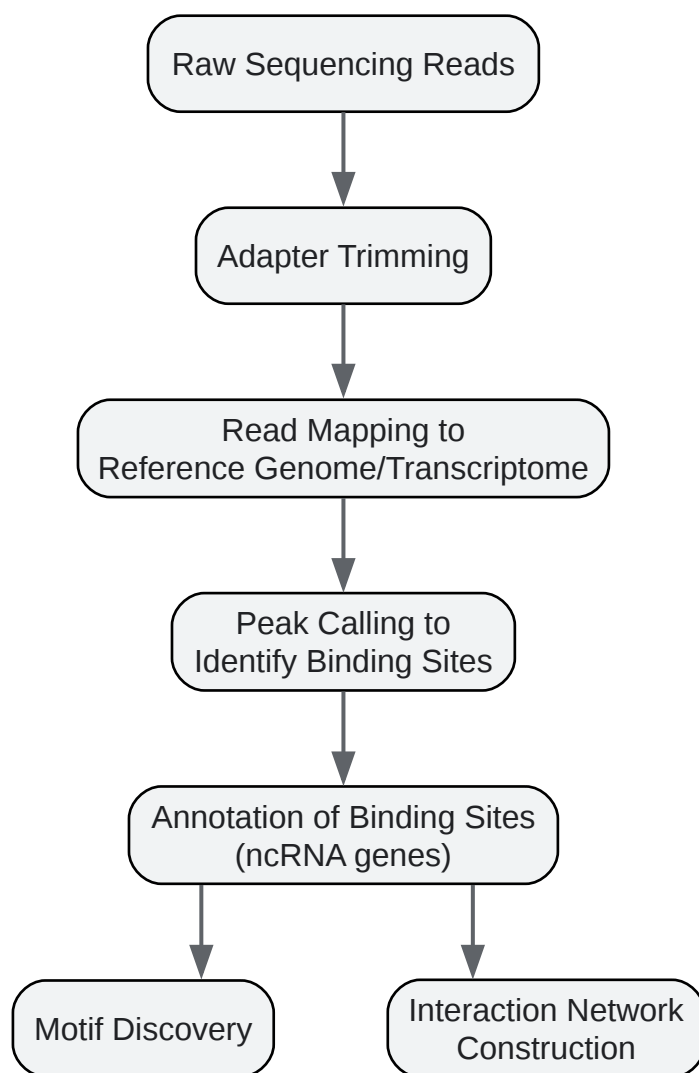 Raw Sequencing Reads
Adapter Trimming
Read Mapping to
Reference Genome/Transcriptome
Peak Calling to
Identify Binding Sites
Annotation of Binding Sites
(ncRNA genes)
Motif Discovery
Interaction Network
Construction